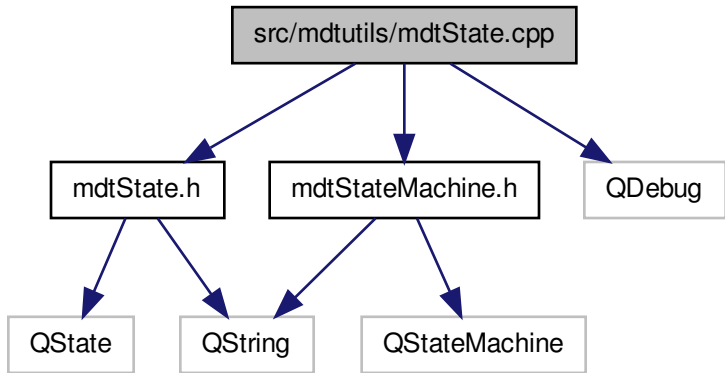 src/mdtutils/mdtState.cpp
mdtState.h
mdtStateMachine.h
QDebug
QState
QString
QStateMachine